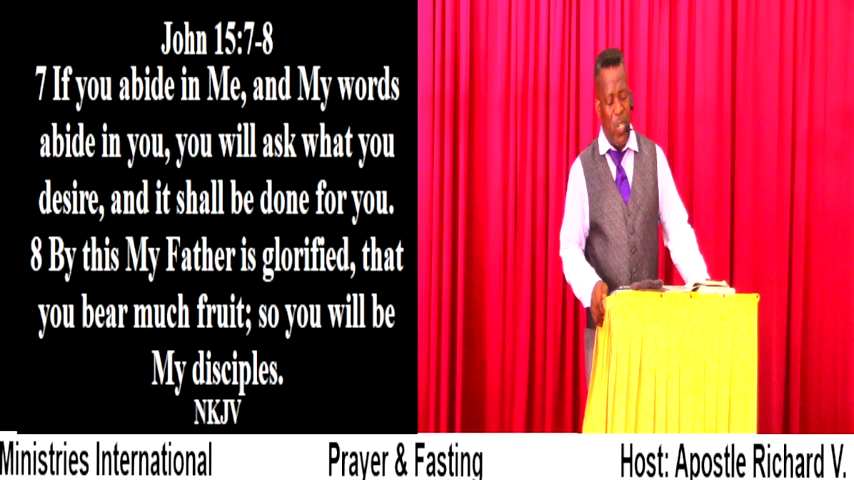 John 15:7-8
7 If you abide in Me, and My words
abide in you, you will ask what you
desire, and it shall be done for you.
8 By this My Father is glorified, that
you bear much fruit; so you will be
My disciples.
NKJV
Ministries International Prayer & Fasting Host: Apostle Richard V.